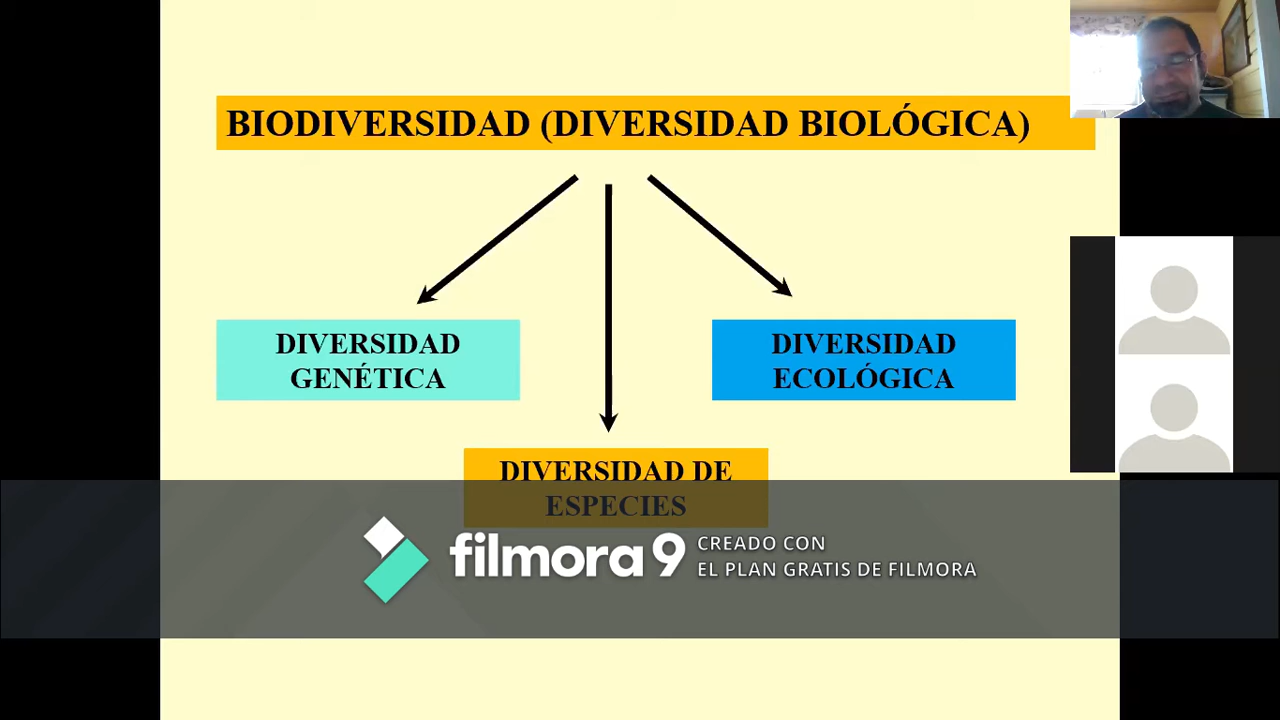 BIODIVERSIDAD (DIVERSIDAD BIOLÓGICA)
DIVERSIDAD
GENÉTICA
DIVERSIDAD
ECOLÓGICA
DIVERSIDAD DE
ESPECIES
filmora9
CREADO CON
EL PLAN GRATIS DE FILMORA